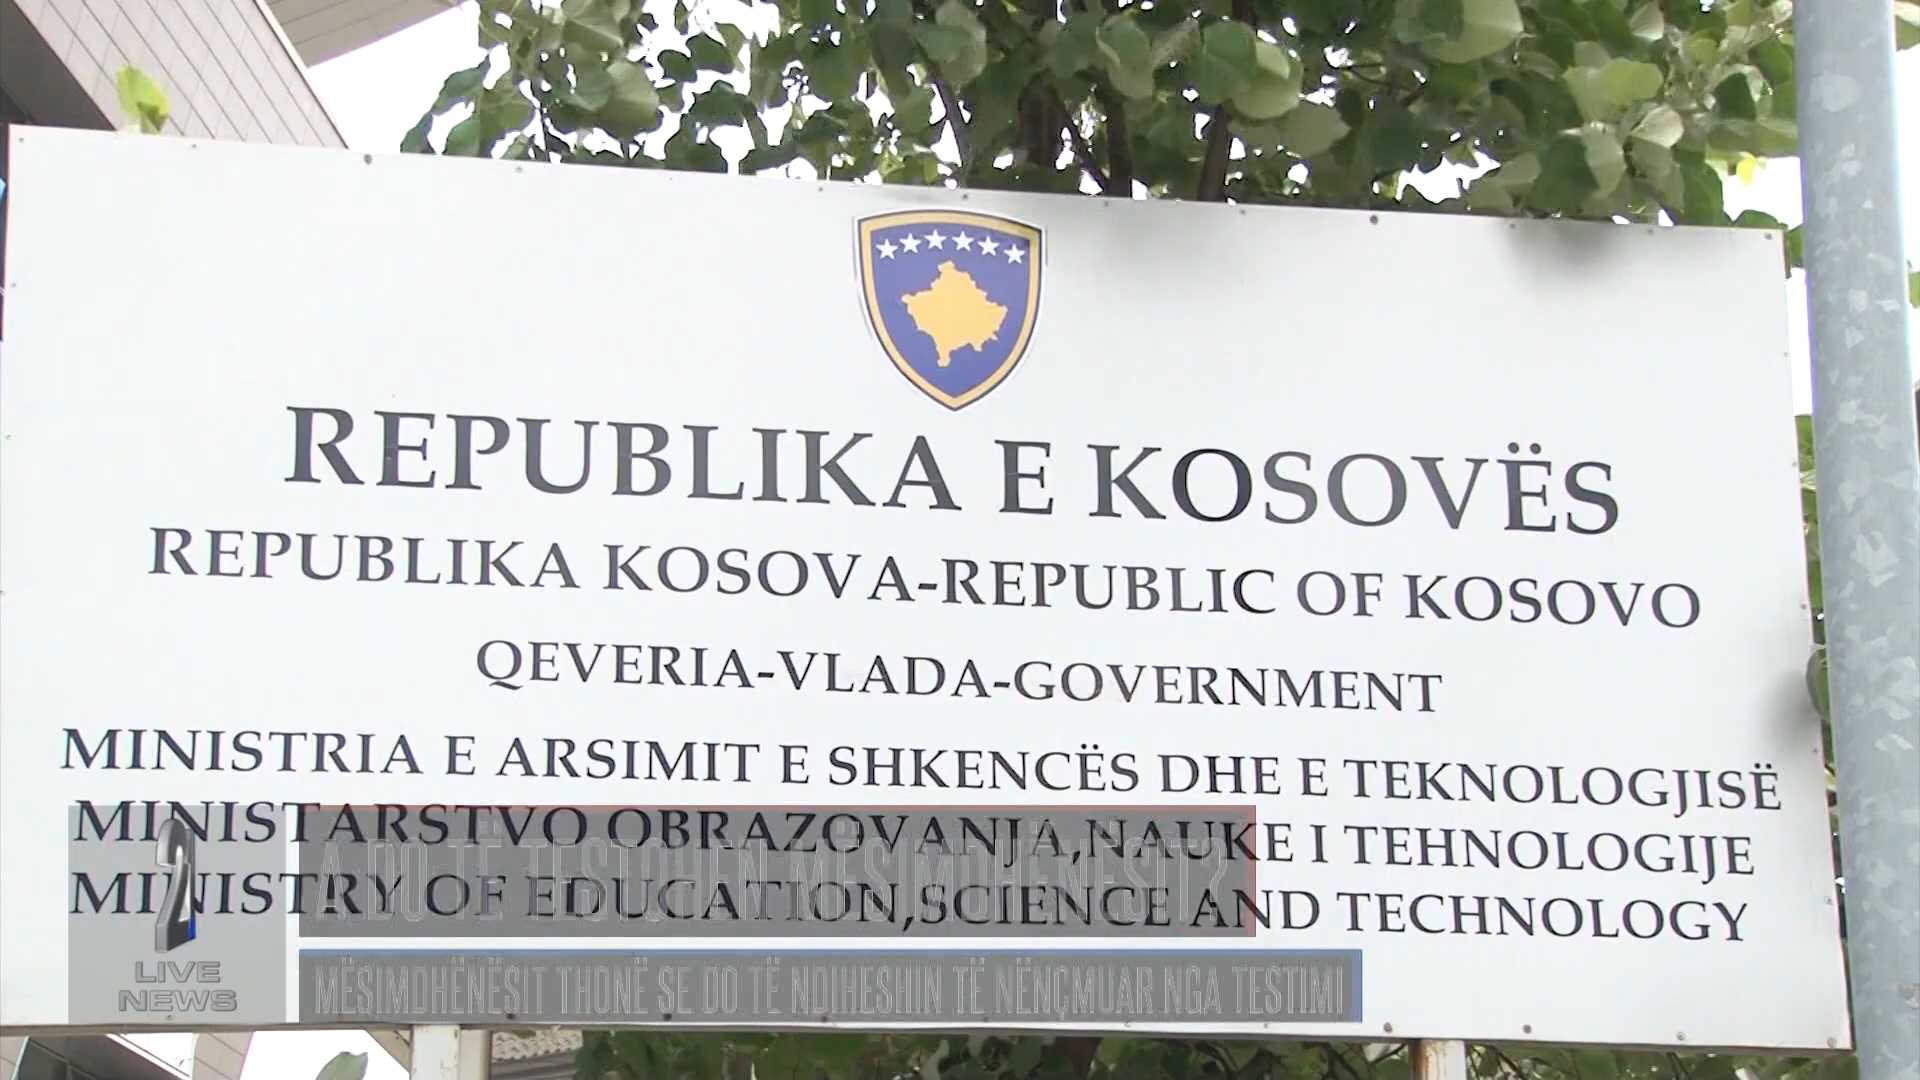 REPUBLIKA E KOSOVËS
REPUBLIKA KOSOVA-REPUBLIC OF KOSOVO
QEVERIA-VLADA-GOVERNMENT
MINISTRIA E ARSIMIT E SHKENCËS DHE E TEKNOLOGJISË
MINISTARSTVO OBRAZOVANJA,NAUKE I TEHNOLOGIJE
MINISTRY OF EDUCATION,SCIENCE AND TECHNOLOGY
2
LIVE
NEWS
A DO TË TESTOHEN MËSIMDHËNËSIT?
MËSIMDHËNËSIT THONË SE DO TË NDIHESHIN TË NËNÇMUAR NGA TESTIMI